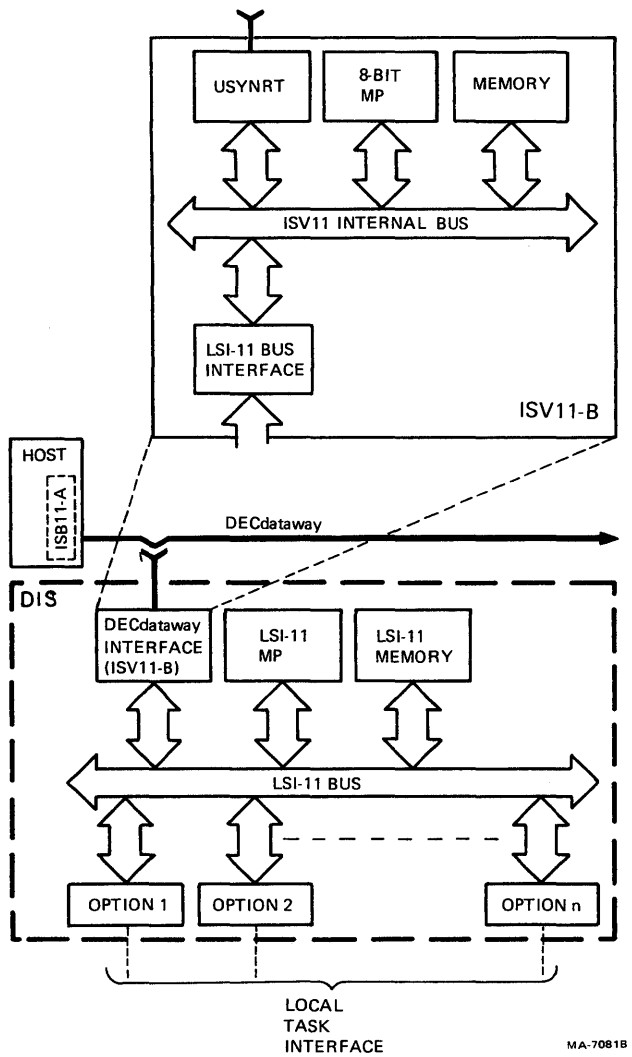 USYNRT
8-BIT
MP
MEMORY
ISV11 INTERNAL BUS
LSI-11 BUS
INTERFACE
ISV11-B
HOST
ISB11-A
DECdataway
DIS
DECdataway
INTERFACE
(ISV11-B)
LSI-11
MP
LSI-11
MEMORY
LSI-11 BUS
OPTION 1
OPTION 2
OPTION n
LOCAL
TASK
INTERFACE
MA-7081B